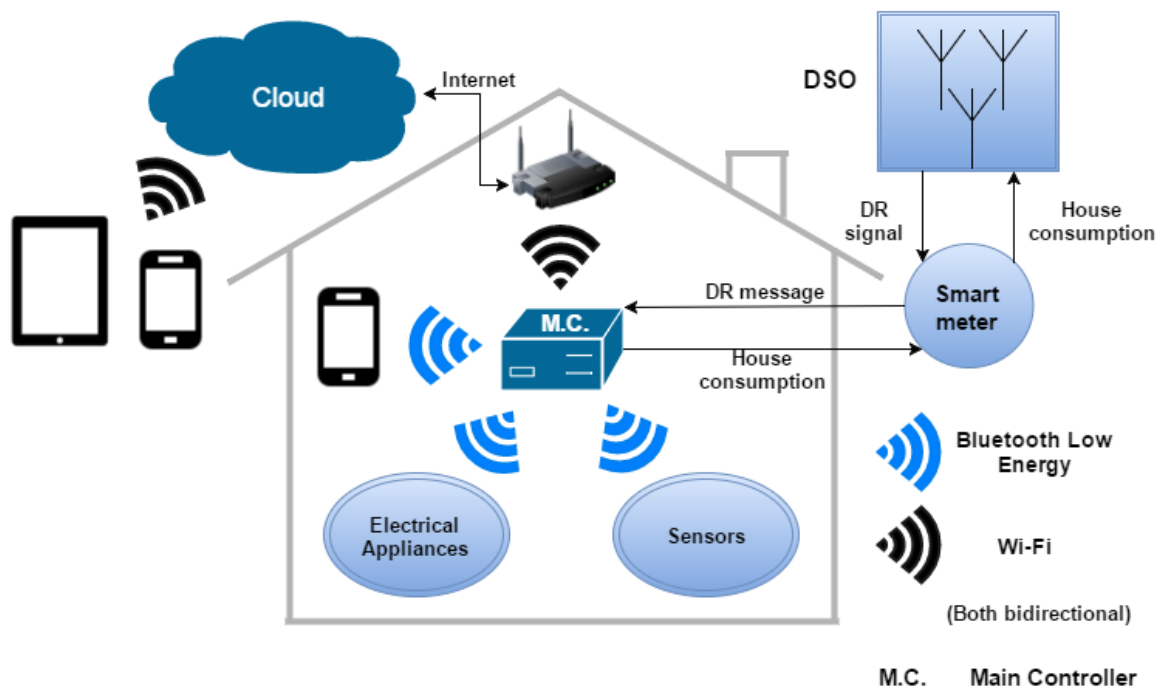 Internet
Cloud
DSO
DR
signal
House
consumption
Smart
meter
DR message
M.C.
House
consumption
Bluetooth Low
Energy
Electrical
Appliances
Sensors
Wi-Fi
(Both bidirectional)
M.C. Main Controller